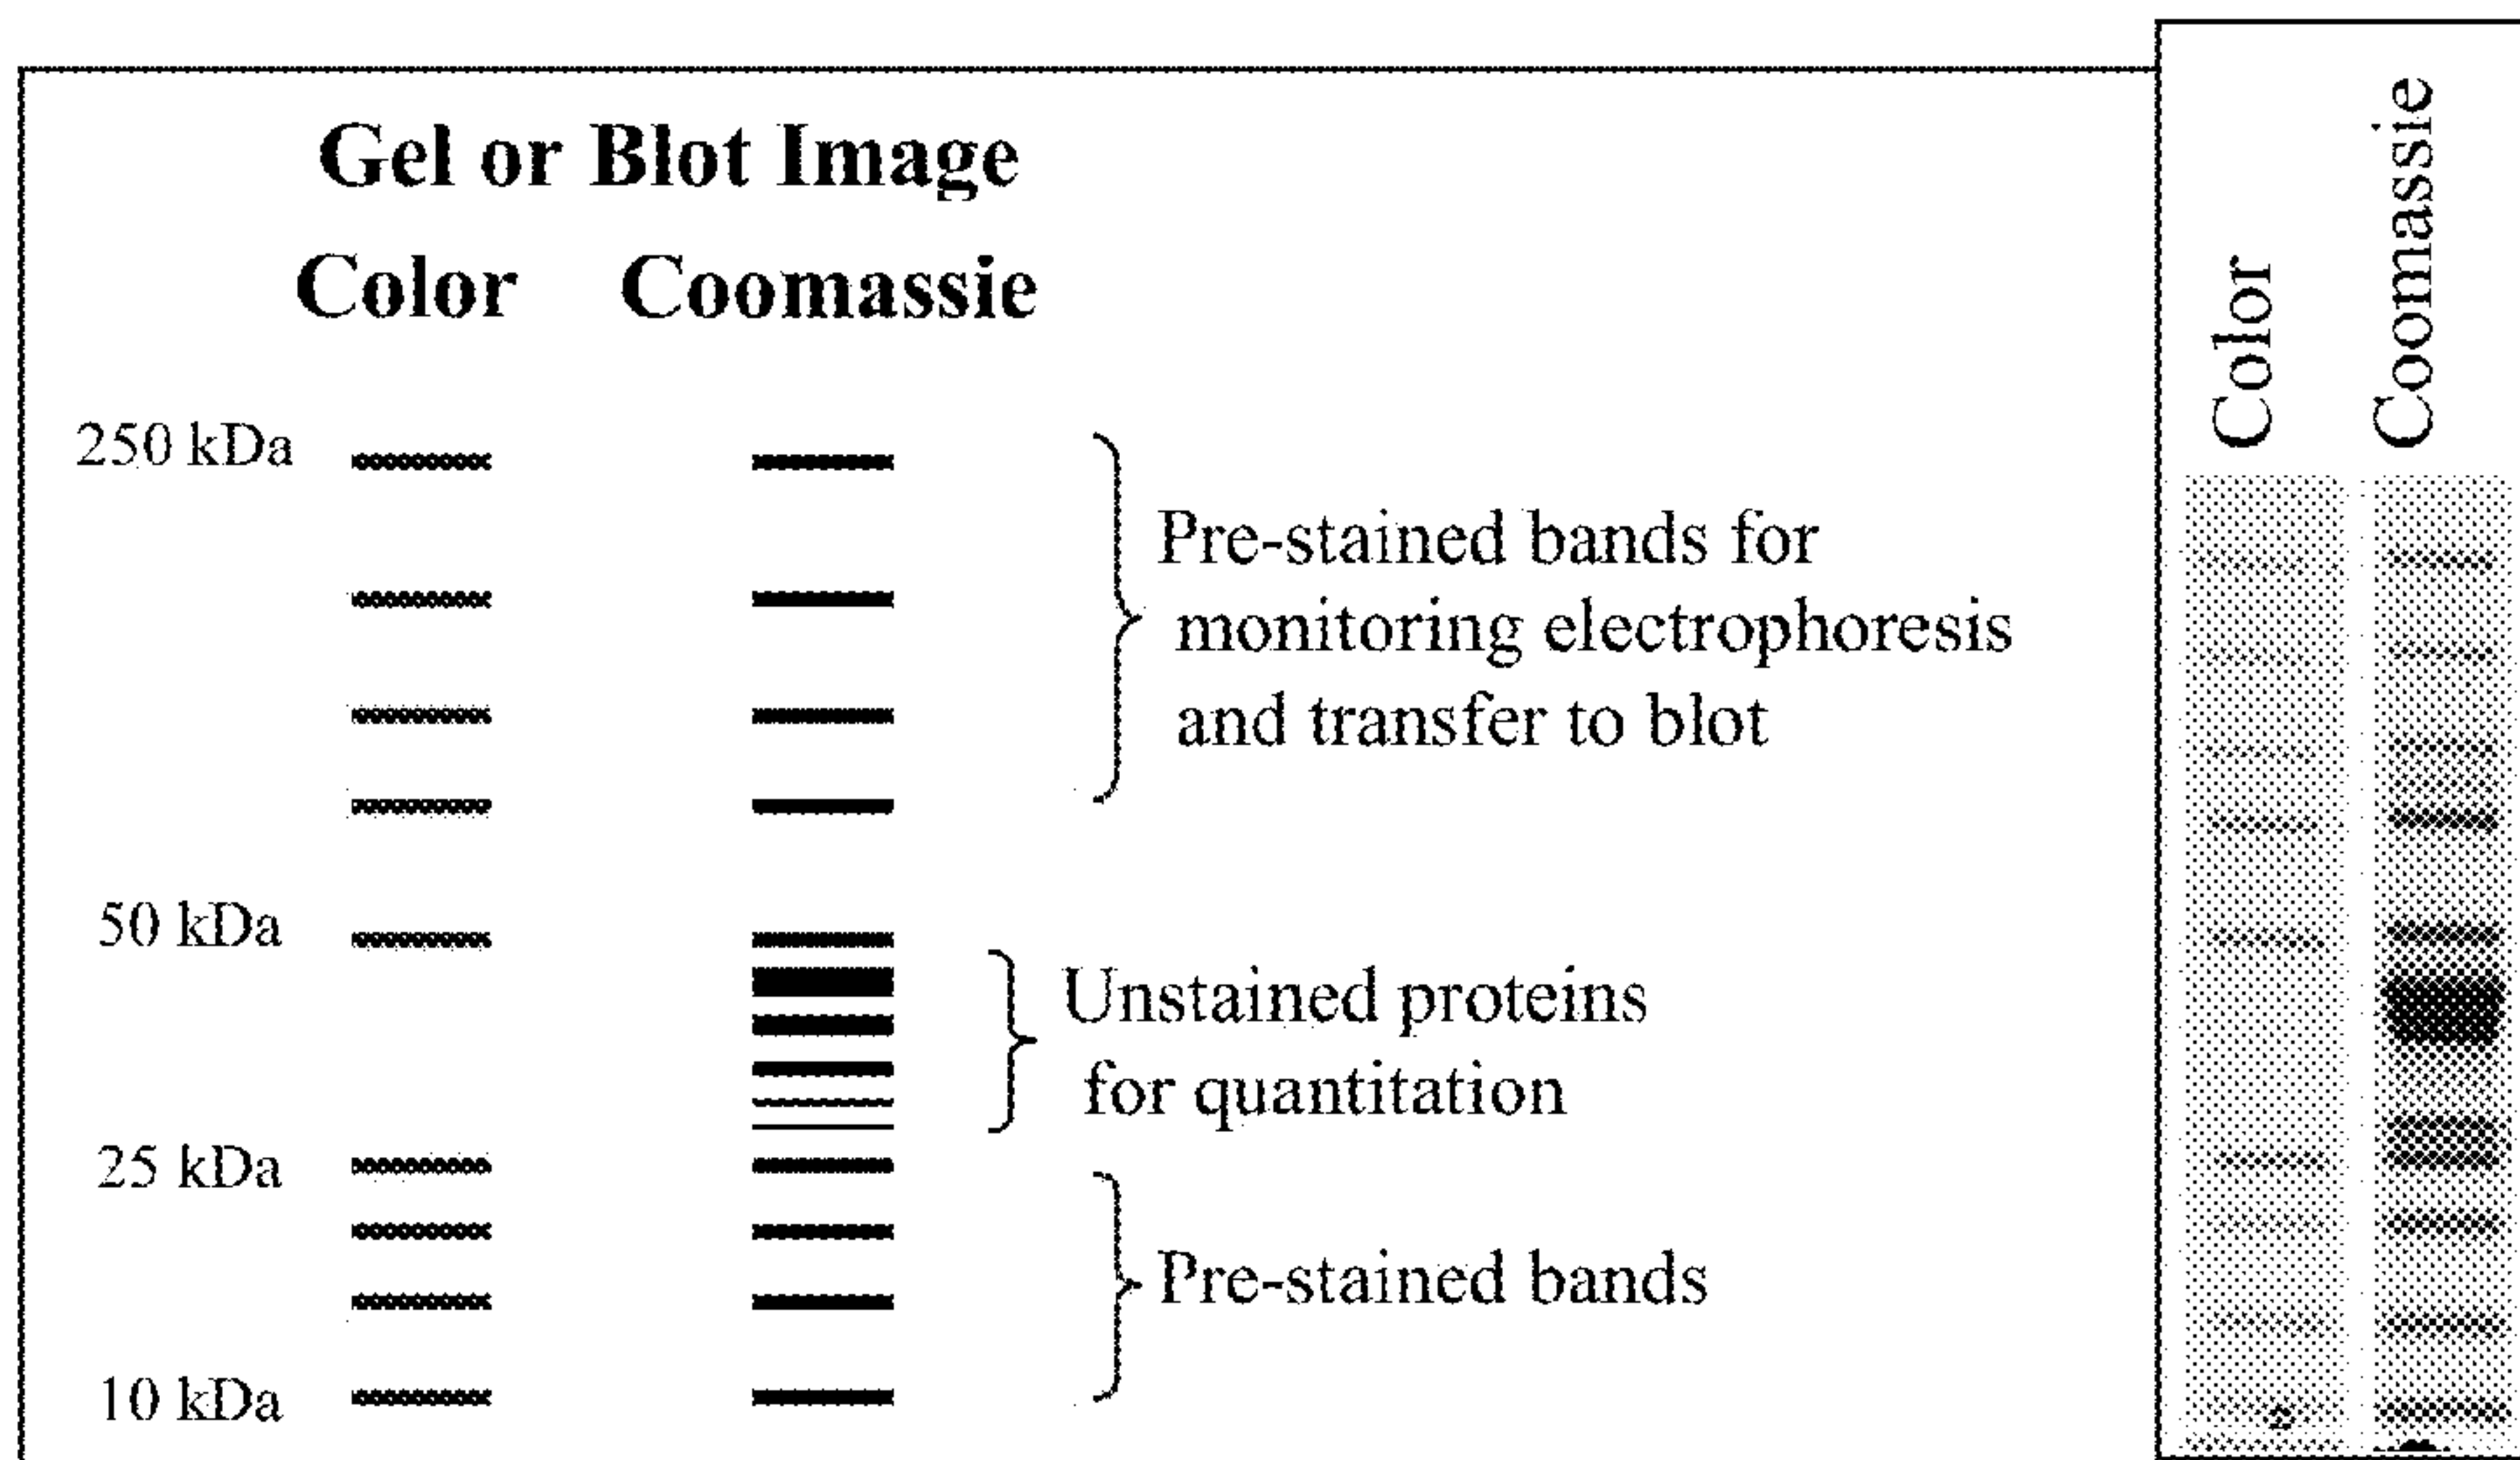 Gel or Blot Image
Color Coomassie
250 kDa
Pre-stained bands for
monitoring electrophoresis
and transfer to blot
50 kDa
Unstained proteins
for quantitation
25 kDa
Pre-stained bands
10 kDa
Color
Coomassie